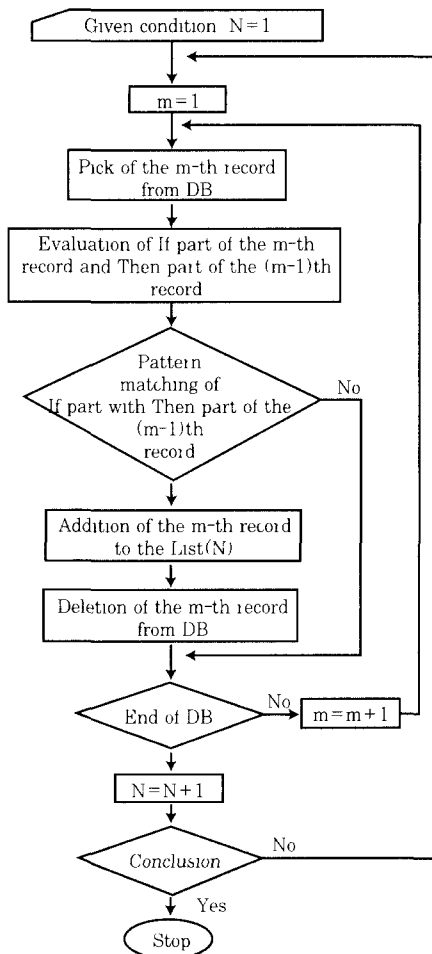 Given condition N=1
m=1
Pick of the m-th record
from DB
Evaluation of If part of the m-th
record and Then part of the (m-1)th
record
Pattern
matching of
If part with Then part of the
(m-1)th
record
No
Addition of the m-th record
to the List(N)
Deletion of the m-th record
from DB
End of DB
No
m=m+1
N=N+1
Conclusion
No
Yes
Stop